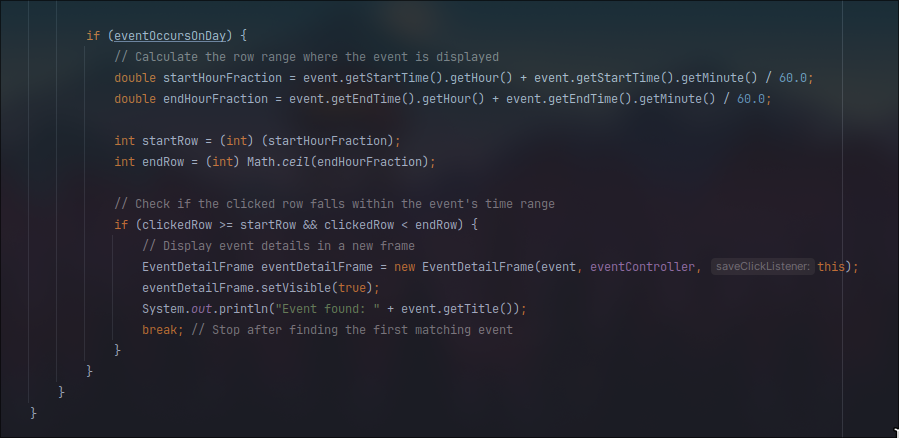 if (eventOccursOnDay) {
// Calculate the row range where the event is displayed
double startHourFraction = event.getStartTime().getHour() + event.getStartTime().getMinute() / 60.0;
double endHourFraction = event.getEndTime().getHour() + event.getEndTime().getMinute() / 60.0;
int startRow = (int) (startHourFraction);
int endRow = (int) Math.ceil(endHourFraction);
// Check if the clicked row falls within the event's time range
if (clickedRow >= startRow && clickedRow < endRow) {
// Display event details in a new frame
EventDetailFrame eventDetailFrame = new EventDetailFrame(event, eventController, saveClickListener: this);
eventDetailFrame.setVisible(true);
System.out.println("Event found: " + event.getTitle());
break; // Stop after finding the first matching event
}
}
}
}